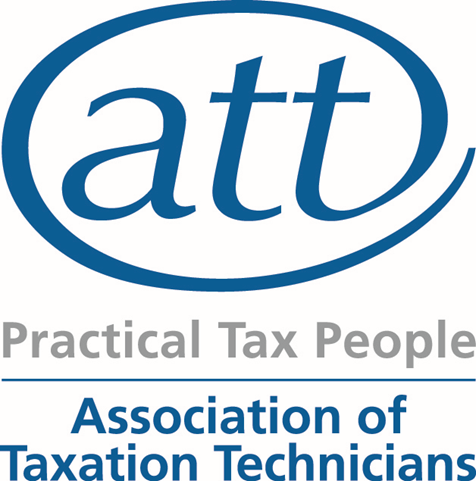 att
Practical Tax People
Association of
Taxation Technicians